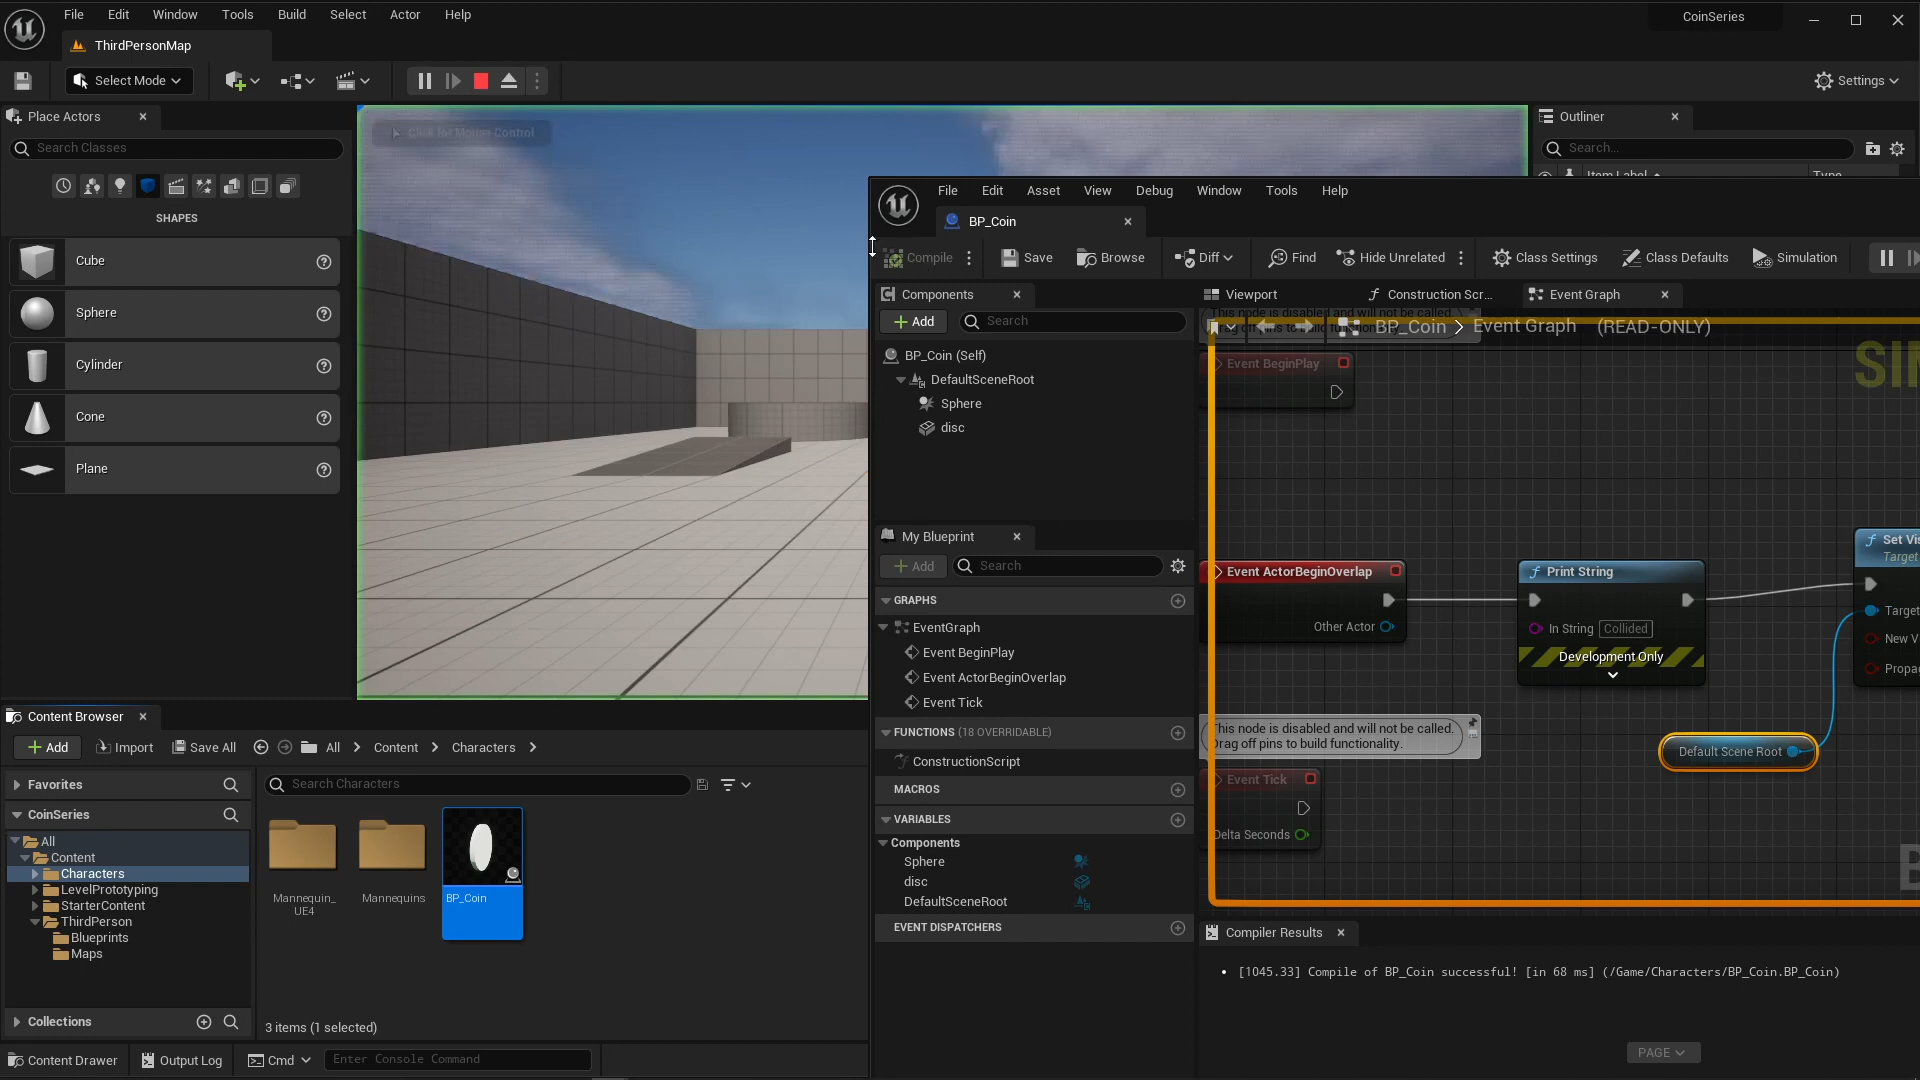 File Edit Window Tools Build Select Actor Help
CoinSeries
ThirdPersonMap
Select Mode
Settings
Place Actors
Click for Mouse Control
Outliner
Search Classes
Search...
Item Label
Type
SHAPES
Cube
Sphere
Cylinder
Cone
Plane
File Edit Asset View Debug Window Tools Help
BP_Coin
Compile Save Browse Diff Find Hide Unrelated Class Settings Class Defaults Simulation
Components
Viewport
Construction Scr...
Event Graph
Add
Search
This node is disabled and will not be called.
BP_Coin > Event Graph (READ-ONLY)
BP_Coin (Self)
DefaultSceneRoot
Sphere
disc
Event BeginPlay
SI
My Blueprint
Add
Search
GRAPHS
EventGraph
Event BeginPlay
Event ActorBeginOverlap
Event Tick
FUNCTIONS (18 OVERRIDABLE)
ConstructionScript
MACROS
VARIABLES
Components
Sphere
disc
DefaultSceneRoot
EVENT DISPATCHERS
Event ActorBeginOverlap
Other Actor
Print String
In String Collided
Development Only
Set Vis
Target
Target
New V
Propa
This node is disabled and will not be called.
Drag off pins to build functionality.
Default Scene Root
Event Tick
Delta Seconds
B
Compiler Results
[1045.33] Compile of BP_Coin successful! [in 68 ms] (/Game/Characters/BP_Coin.BP_Coin)
PAGE
Content Browser
Add Import Save All All > Content > Characters >
Favorites
Search Characters
CoinSeries
All
Content
Characters
LevelPrototyping
StarterContent
ThirdPerson
Blueprints
Maps
Collections
Mannequin_
UE4
Mannequins
BP_Coin
3 items (1 selected)
Content Drawer Output Log Cmd Enter Console Command